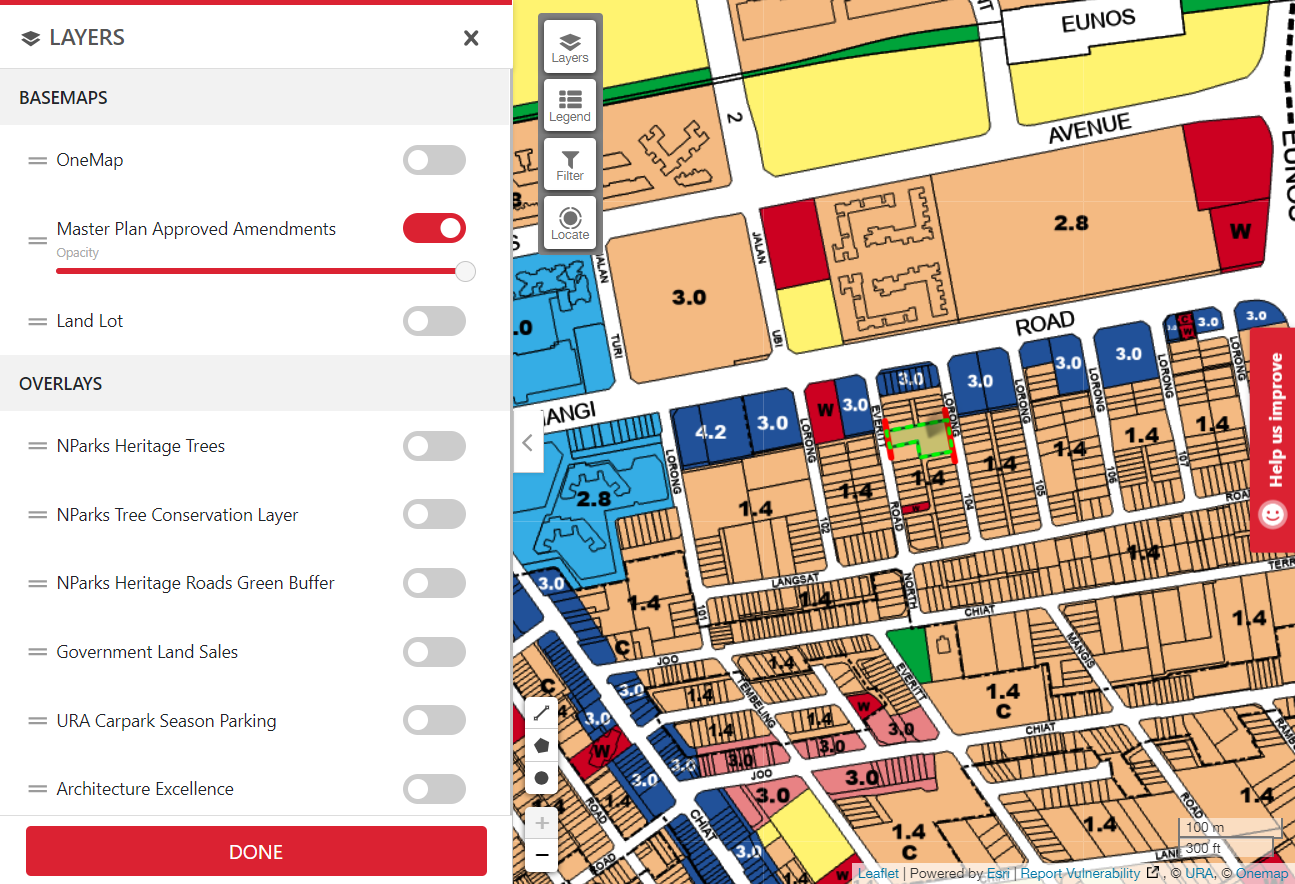 LAYERS
BASEMAPS
OneMap
Master Plan Approved Amendments
Opacity
Land Lot
OVERLAYS
NParks Heritage Trees
NParks Tree Conservation Layer
NParks Heritage Roads Green Buffer
Government Land Sales
URA Carpark Season Parking
Architecture Excellence
DONE
Layers
Legend
Filter
Locate
EUNOS
AVENUE
2
EUNOS
2.8
W
JALAN
UBI
JALAN
TURI
3.0
ROAD
3.0
3.0
W
3.0
3.0
3.0
3.0
3.0
W
3.0
3.0
4.2
LORONG
LORONG
LORONG
LORONG
LORONG
LORONG
LORONG
LORONG
EVERITT
ROAD
2.8
1.4
1.4
1.4
1.4
1.4
1.4
1.4
W
101
102
104
105
106
107
LANGSAT
ROAD
NORTH
1.4
1.4
TERR
3.0
1.4
C
CHIAT
MANGIS
1.4
JOO
1.4
EVERITT
TEMBELING
3.0
1.4
1.4
C
C
W
1.4
3.0
1.4
3.0
3.0
CHIAT
W
3.0
3.0
3.0
JOO
3.0
3.0
1.4
ROAD
CHIAT
3.0
1.4
C
1.4
1.4
ROAD
LANE
ROAD
W
1.4
Help us improve
100 m
300 ft
Leaflet | Powered by Esri | Report Vulnerability , © URA, © Onemap